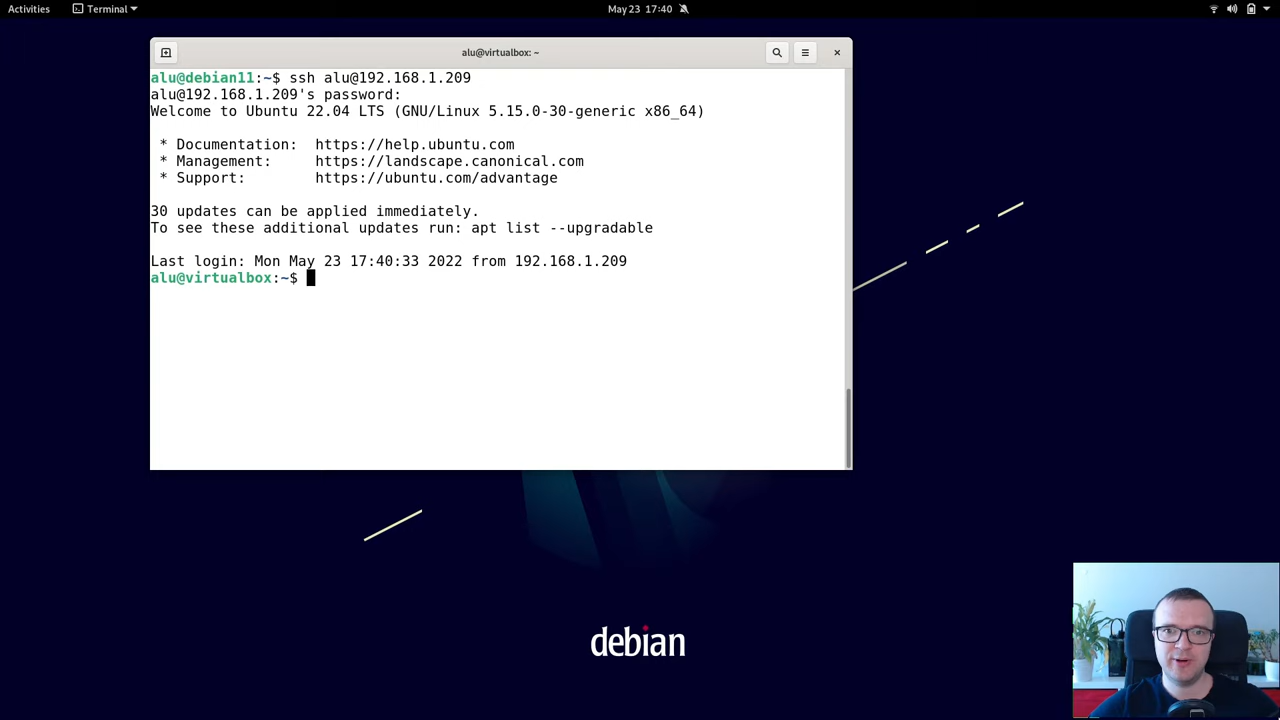 Activities
Terminal
May 23 17:40
alu@virtualbox: ~
alu@debian11:~$ ssh alu@192.168.1.209
alu@192.168.1.209's password:
Welcome to Ubuntu 22.04 LTS (GNU/Linux 5.15.0-30-generic x86_64)
* Documentation: https://help.ubuntu.com
* Management: https://landscape.canonical.com
* Support: https://ubuntu.com/advantage
30 updates can be applied immediately.
To see these additional updates run: apt list --upgradable
Last login: Mon May 23 17:40:33 2022 from 192.168.1.209
alu@virtualbox:~$
debian